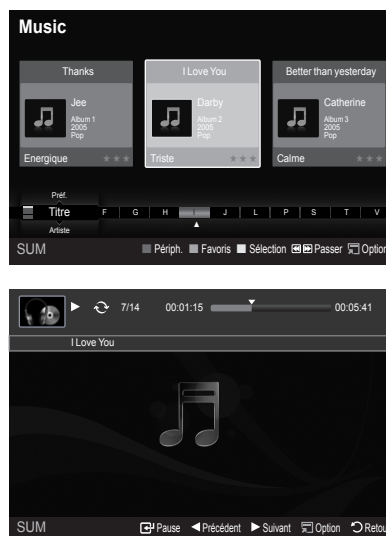 Music
Thanks
Jee
Album 1
2005
Pop
Energique
I Love You
Darby
Album 2
2005
Pop
Triste
Better than yesterday
Catherine
Album 3
2005
Pop
Calme
Préf.
Titre
Artiste
F G H I J L P S T V
SUM Périph. Favoris Sélection Passer Option
7/14 00:01:15 00:05:41
I Love You
SUM Pause Précédent Suivant Option Retou